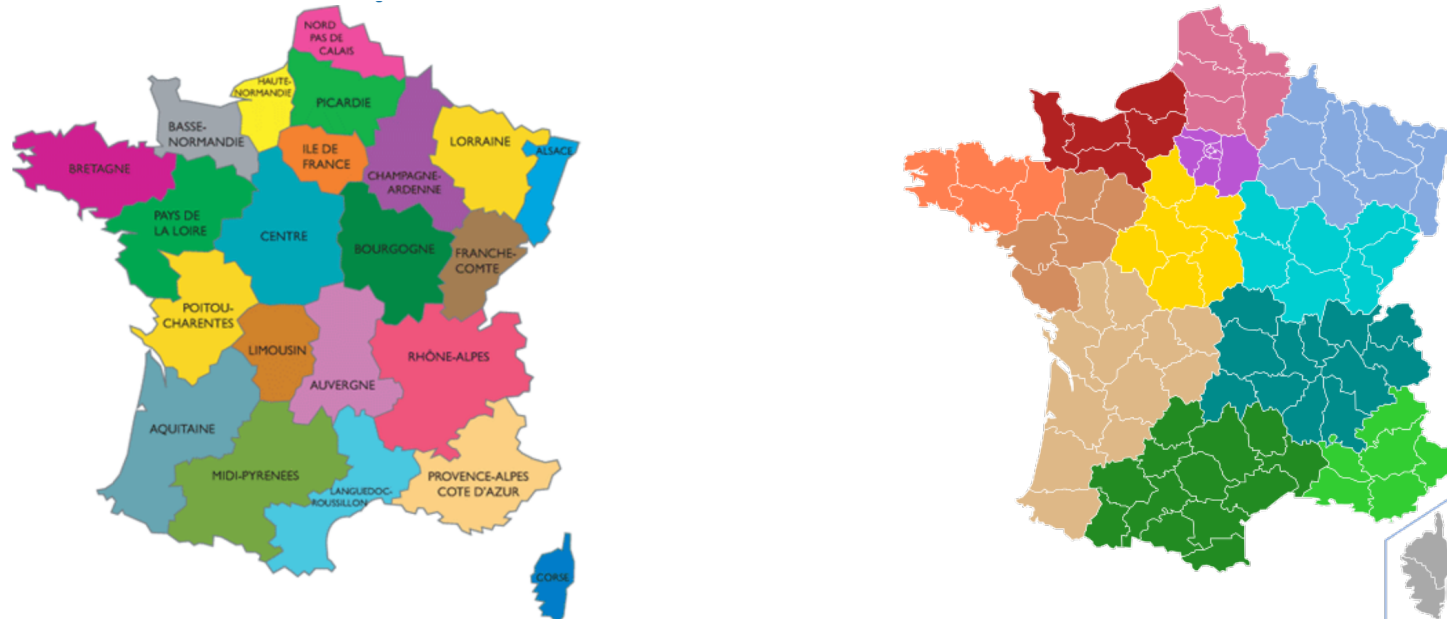 NORD
PAS DE
CALAIS
HAUTE-
NORMANDIE
PICARDIE
BASSE-
NORMANDIE
ILE DE
FRANCE
LORRAINE
ALSACE
BRETAGNE
CHAMPAGNE-
ARDENNE
PAYS DE
LA LOIRE
CENTRE
BOURGOGNE
FRANCHE-
COMTE
POITOU-
CHARENTES
LIMOUSIN
AUVERGNE
RHÔNE-ALPES
AQUITAINE
MIDI-PYRENÉES
LANGUEDOC-
ROUSSILLON
PROVENCE-ALPES
COTE D'AZUR
CORSE